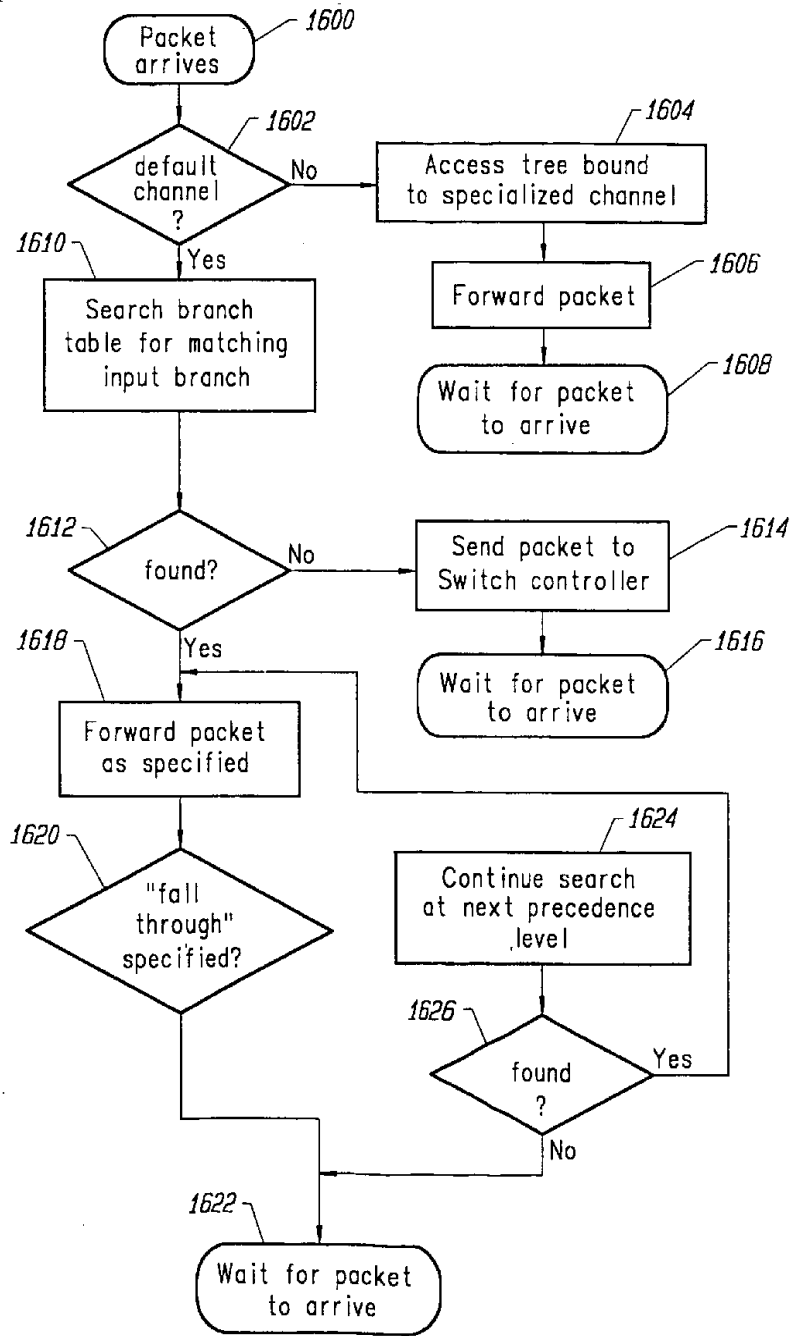 1600
Packet
arrives
1602
default
channel
?
No
1604
Access tree bound
to specialized channel
1610
Yes
1606
Search branch
table for matching
input branch
Forward packet
1608
Wait for packet
to arrive
1612
found?
No
1614
Send packet to
Switch controller
1618
Yes
1616
Wait for packet
to arrive
Forward packet
as specified
1620
"fall
through"
specified?
1624
Continue search
at next precedence
level
1626
found
?
Yes
No
1622
Wait for packet
to arrive